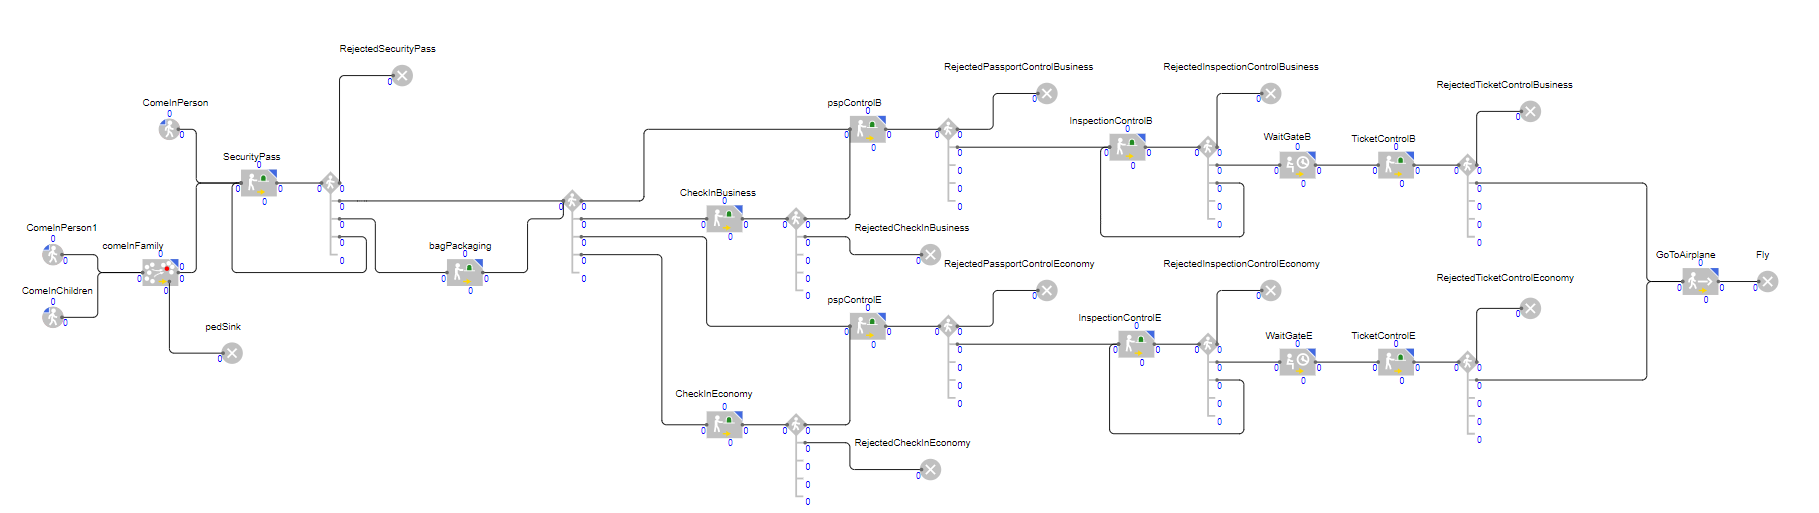 RejectedSecurityPass
RejectedPassportControlBusiness
RejectedInspectionControlBusiness
RejectedTicketControlBusiness
ComeInPerson
pspControlB
InspectionControlB
WaitGateB
TicketControlB
SecurityPass
CheckInBusiness
ComeInPerson1
comeInFamily
bagPackaging
RejectedCheckInBusiness
RejectedPassportControlEconomy
RejectedInspectionControlEconomy
GoToAirplane
Fly
ComeInChildren
RejectedTicketControlEconomy
pspControlE
InspectionControlE
pedSink
WaitGateE
TicketControlE
CheckInEconomy
RejectedCheckInEconomy